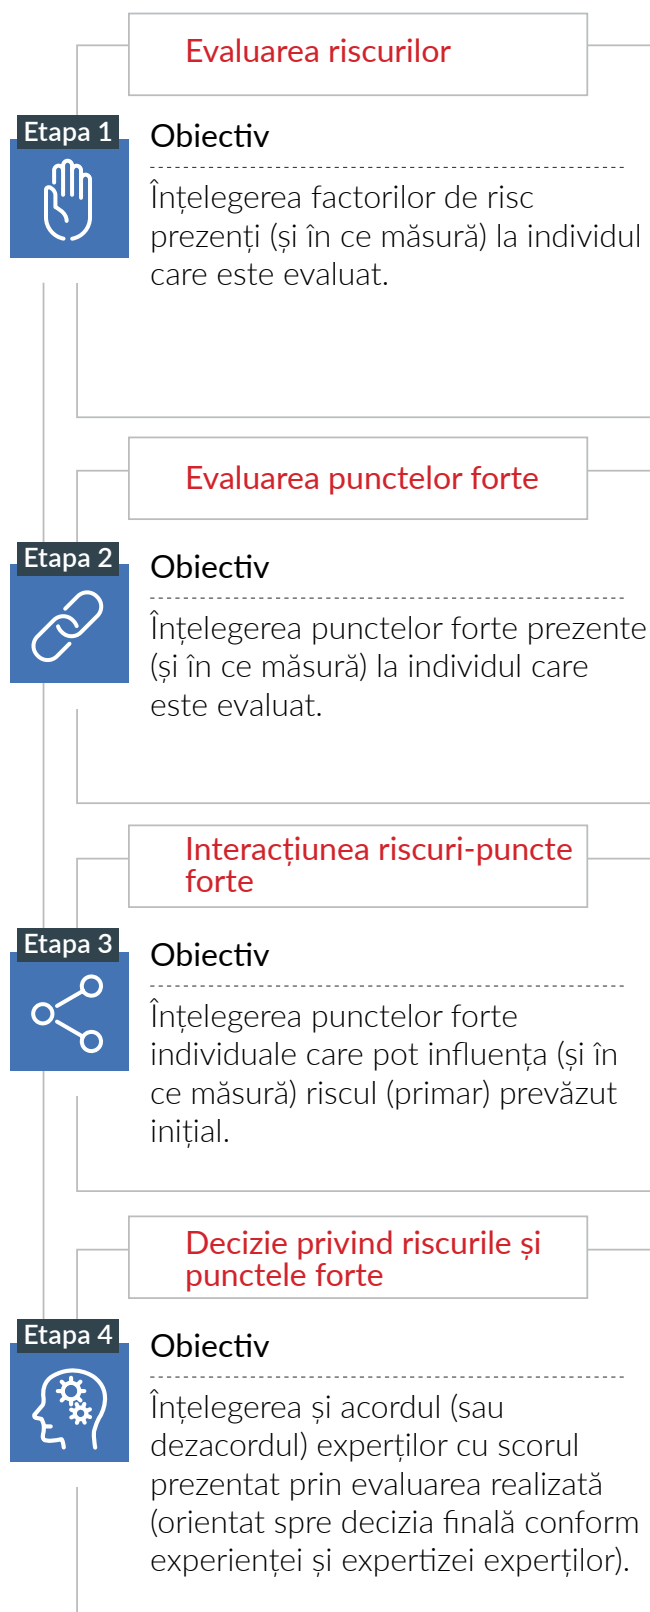 Evaluarea riscurilor
Etapa 1
Obiectiv
Înțelegerea factorilor de risc
prezenți (și în ce măsură) la individul
care este evaluat.
Evaluarea punctelor forte
Etapa 2
Obiectiv
Înțelegerea punctelor forte prezente
(și în ce măsură) la individul care
este evaluat.
Interacțiunea riscuri-puncte
forte
Etapa 3
Obiectiv
Înțelegerea punctelor forte
individuale care pot influența (și în
ce măsură) riscul (primar) prevăzut
inițial.
Decizie privind riscurile și
punctele forte
Etapa 4
Obiectiv
Înțelegerea și acordul (sau
dezacordul) experților cu scorul
prezentat prin evaluarea realizată
(orientat spre decizia finală conform
experienței și expertizei experților).